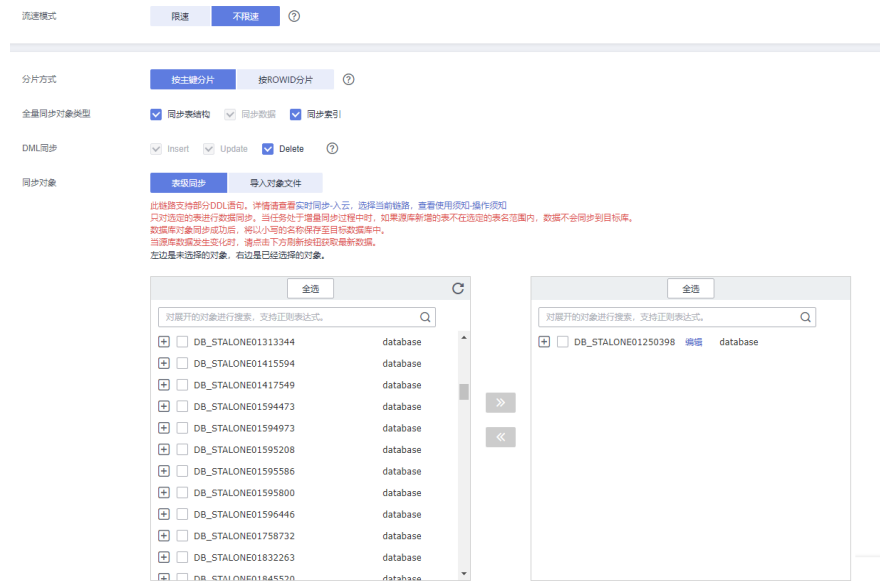 流速模式 限速 不限速
分片方式 按主键分片 按ROWID分片
全量同步对象类型 同步表结构 同步数据 同步索引
DML同步 Insert Update Delete
同步对象 表级同步 导入对象文件
此链路支持部分DDL语句。详情请查看实时同步-入云，选择当前链路，查看使用须知-操作须知
只对选定的表进行数据同步。当任务处于增量同步过程中时，如果源库新增的表不在选定的表名范围内，数据不会同步到目标库。
数据库对象同步成功后，将以小写的名称保存至目标数据库中。
当源库数据发生变化时，请点击下方刷新按钮获取最新数据。
左边是未选择的对象，右边是已经选择的对象。
全选
对展开的对象进行搜索，支持正则表达式。
DB_STALONE01313344 database
DB_STALONE01415594 database
DB_STALONE01417549 database
DB_STALONE01594473 database
DB_STALONE01594973 database
DB_STALONE01595208 database
DB_STALONE01595586 database
DB_STALONE01595800 database
DB_STALONE01596446 database
DB_STALONE01758732 database
DB_STALONE01832263 database
DB_STALONE01845520 database
全选
对展开的对象进行搜索，支持正则表达式。
DB_STALONE01250398 编辑 database